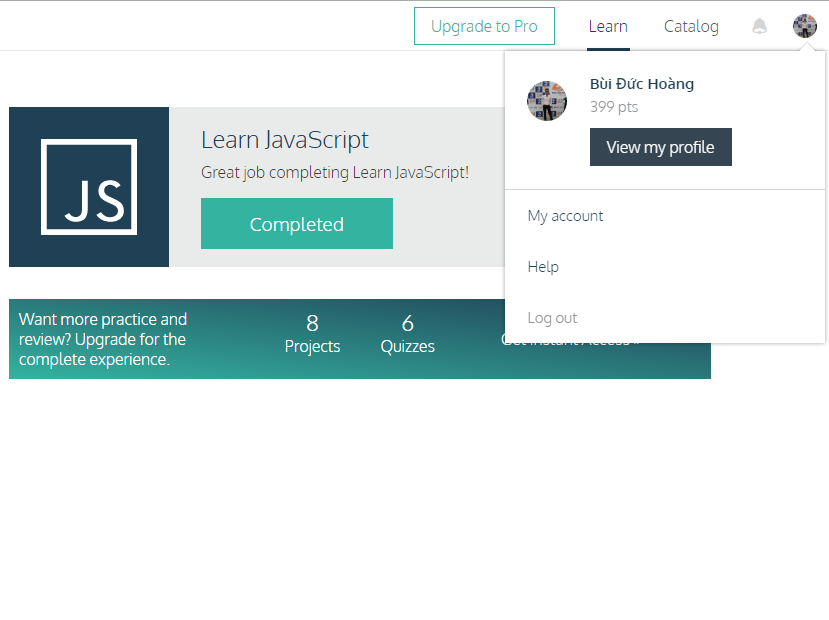 Upgrade to Pro
Learn
Catalog
Bùi Đức Hoàng
399 pts
View my profile
My account
Help
Log out
JS
Learn JavaScript
Great job completing Learn JavaScript!
Completed
Want more practice and
review? Upgrade for the
complete experience.
8
Projects
6
Quizzes
Get Instant Access